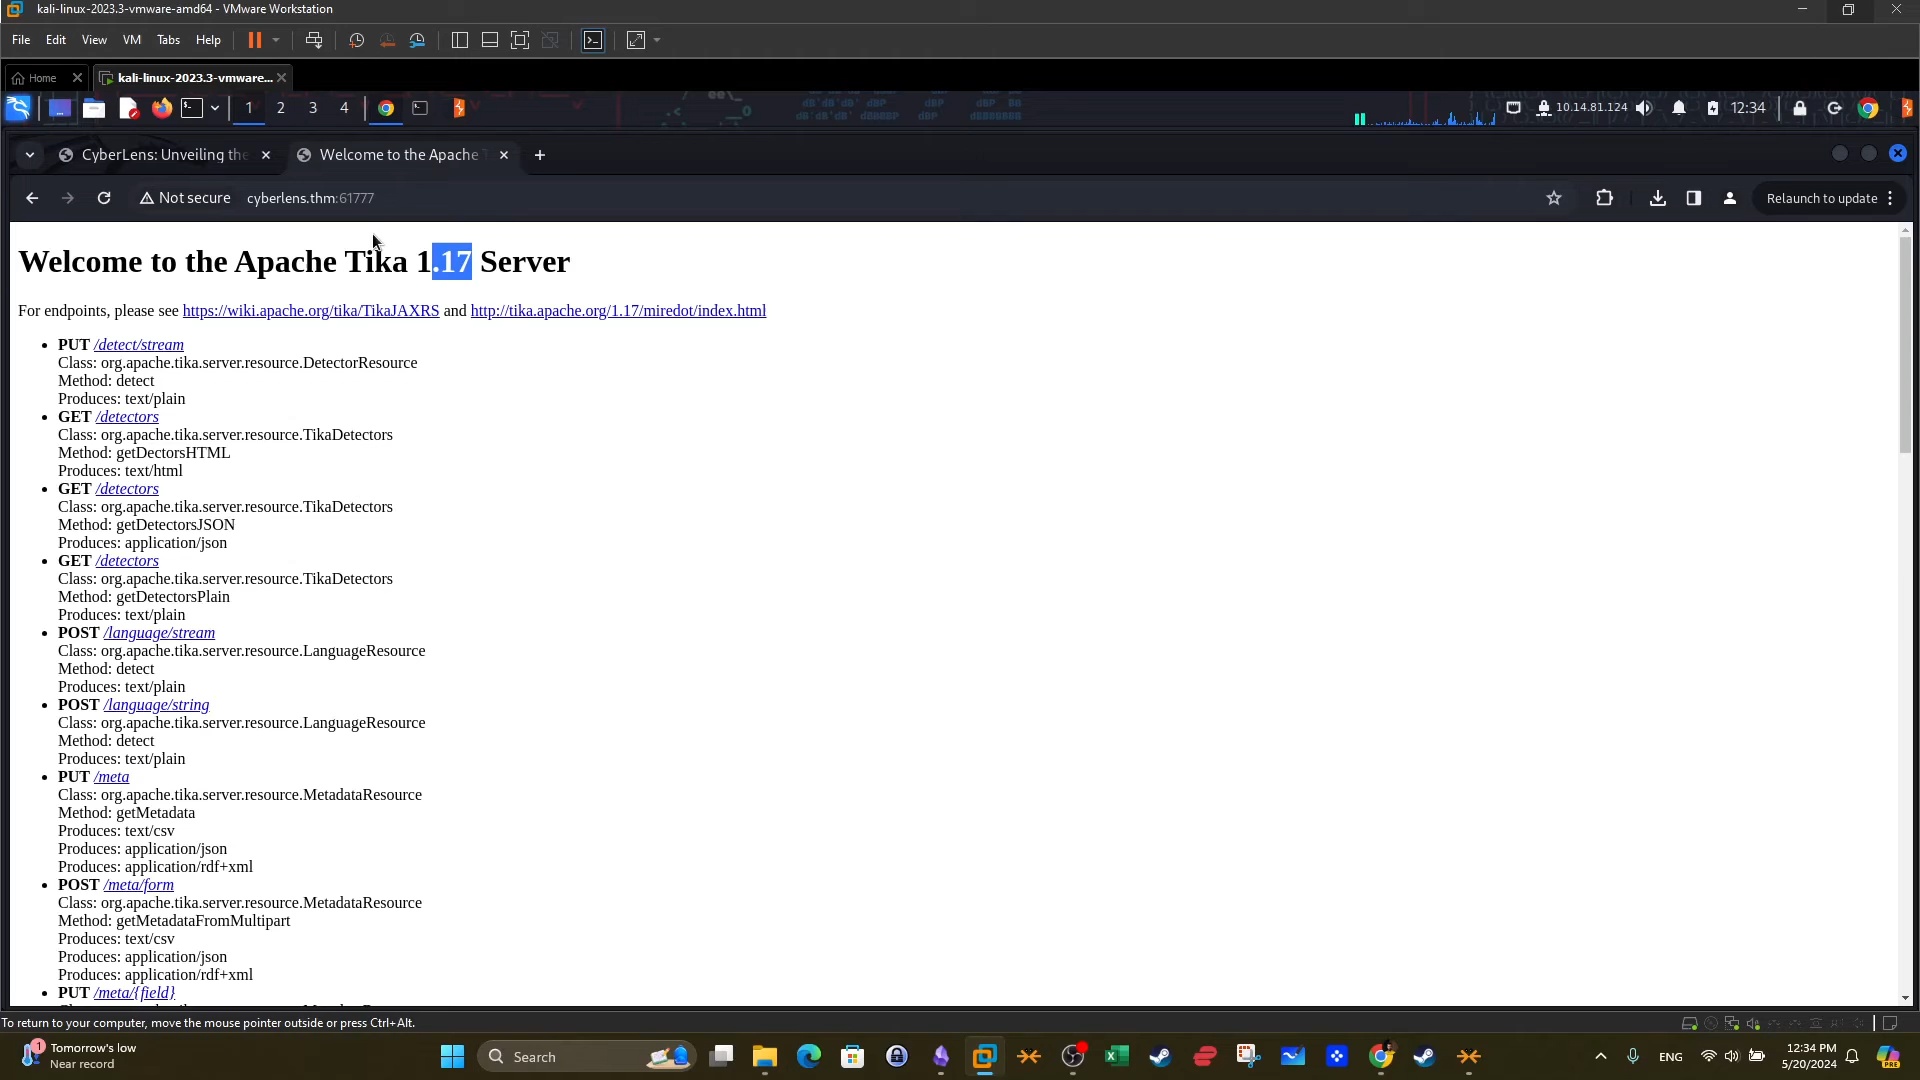 kali-linux-2023.3-vmware-amd64 - VMware Workstation
File Edit View VM Tabs Help
Home kali-linux-2023.3-vmware...
1 2 3 4 10.14.81.124 12:34
CyberLens: Unveiling the Welcome to the Apache T
Not secure cyberlens.thm:61777 Relaunch to update
Welcome to the Apache Tika 1.17 Server
For endpoints, please see https://wiki.apache.org/tika/TikaJAXRS and http://tika.apache.org/1.17/miredot/index.html
• PUT /detect/stream
Class: org.apache.tika.server.resource.DetectorResource
Method: detect
Produces: text/plain
• GET /detectors
Class: org.apache.tika.server.resource.TikaDetectors
Method: getDectorsHTML
Produces: text/html
• GET /detectors
Class: org.apache.tika.server.resource.TikaDetectors
Method: getDetectorsJSON
Produces: application/json
• GET /detectors
Class: org.apache.tika.server.resource.TikaDetectors
Method: getDetectorsPlain
Produces: text/plain
• POST /language/stream
Class: org.apache.tika.server.resource.LanguageResource
Method: detect
Produces: text/plain
• POST /language/string
Class: org.apache.tika.server.resource.LanguageResource
Method: detect
Produces: text/plain
• PUT /meta
Class: org.apache.tika.server.resource.MetadataResource
Method: getMetadata
Produces: text/csv
Produces: application/json
Produces: application/rdf+xml
• POST /meta/form
Class: org.apache.tika.server.resource.MetadataResource
Method: getMetadataFromMultipart
Produces: text/csv
Produces: application/json
Produces: application/rdf+xml
• PUT /meta/{field}
To return to your computer, move the mouse pointer outside or press Ctrl+Alt.
1 Tomorrow's low
Near record
Search
ENG
12:34 PM
5/20/2024
PRE